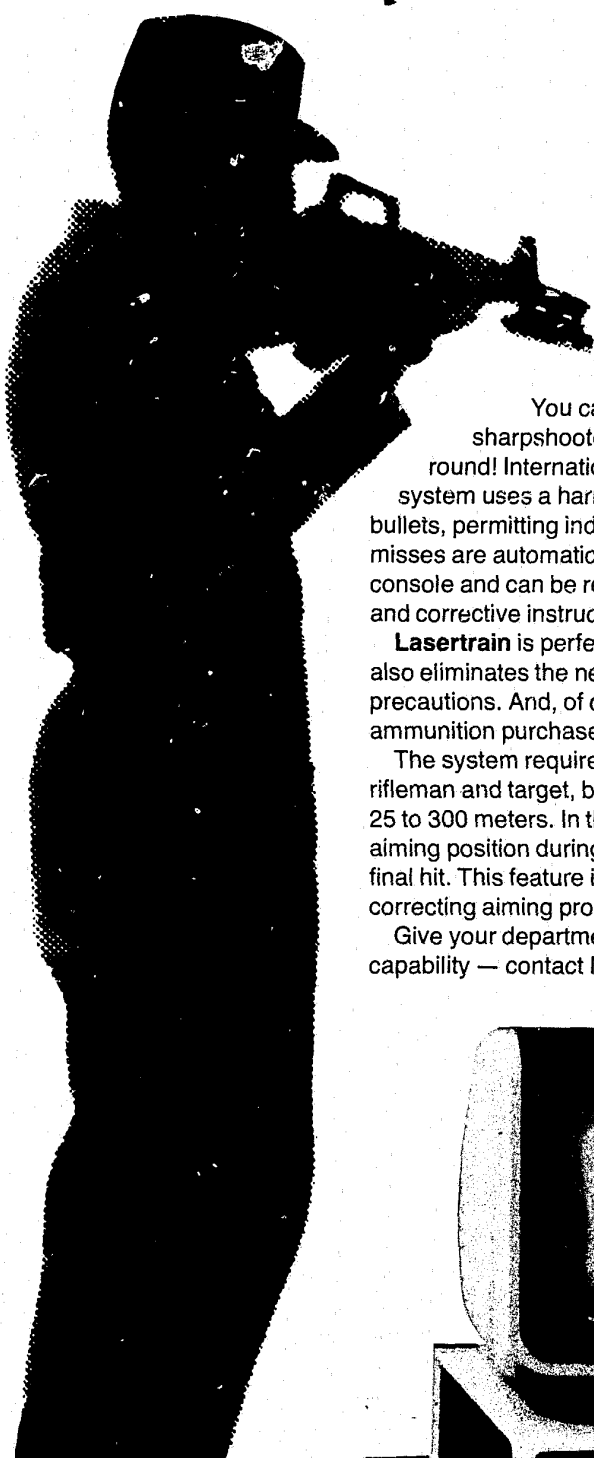 You ca
sharpshoote
round! Internatio
system uses a har
bullets, permitting ind
misses are automatic
console and can be re
and corrective instruc
Lasertrain is perfe
also eliminates the ne
precautions. And, of c
ammunition purchase
The system require
rifleman and target, b
25 to 300 meters. In th
aiming position during
final hit. This feature i
correcting aiming pro
Give your departme
capability — contact I